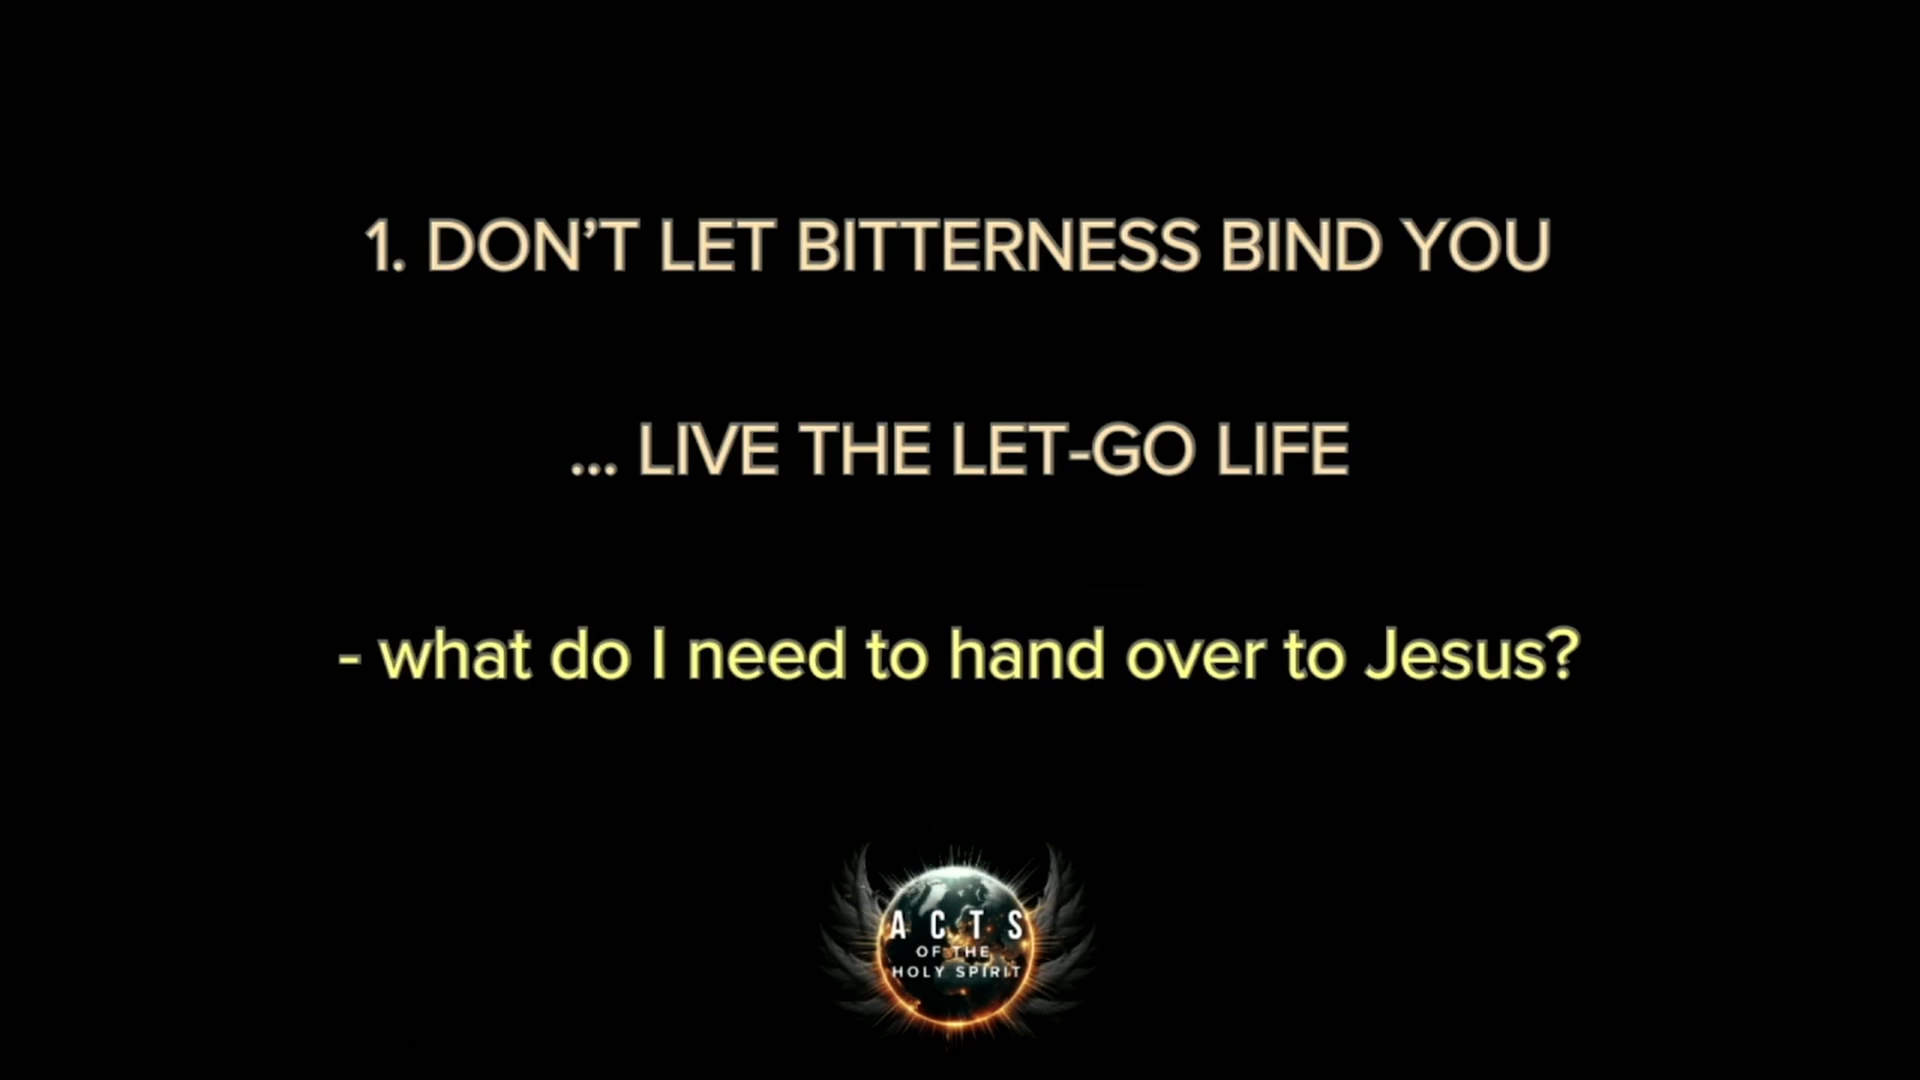 1. DON’T LET BITTERNESS BIND YOU
... LIVE THE LET-GO LIFE
- what do I need to hand over to Jesus?
ACTS
OF THE
HOLY SPIRIT